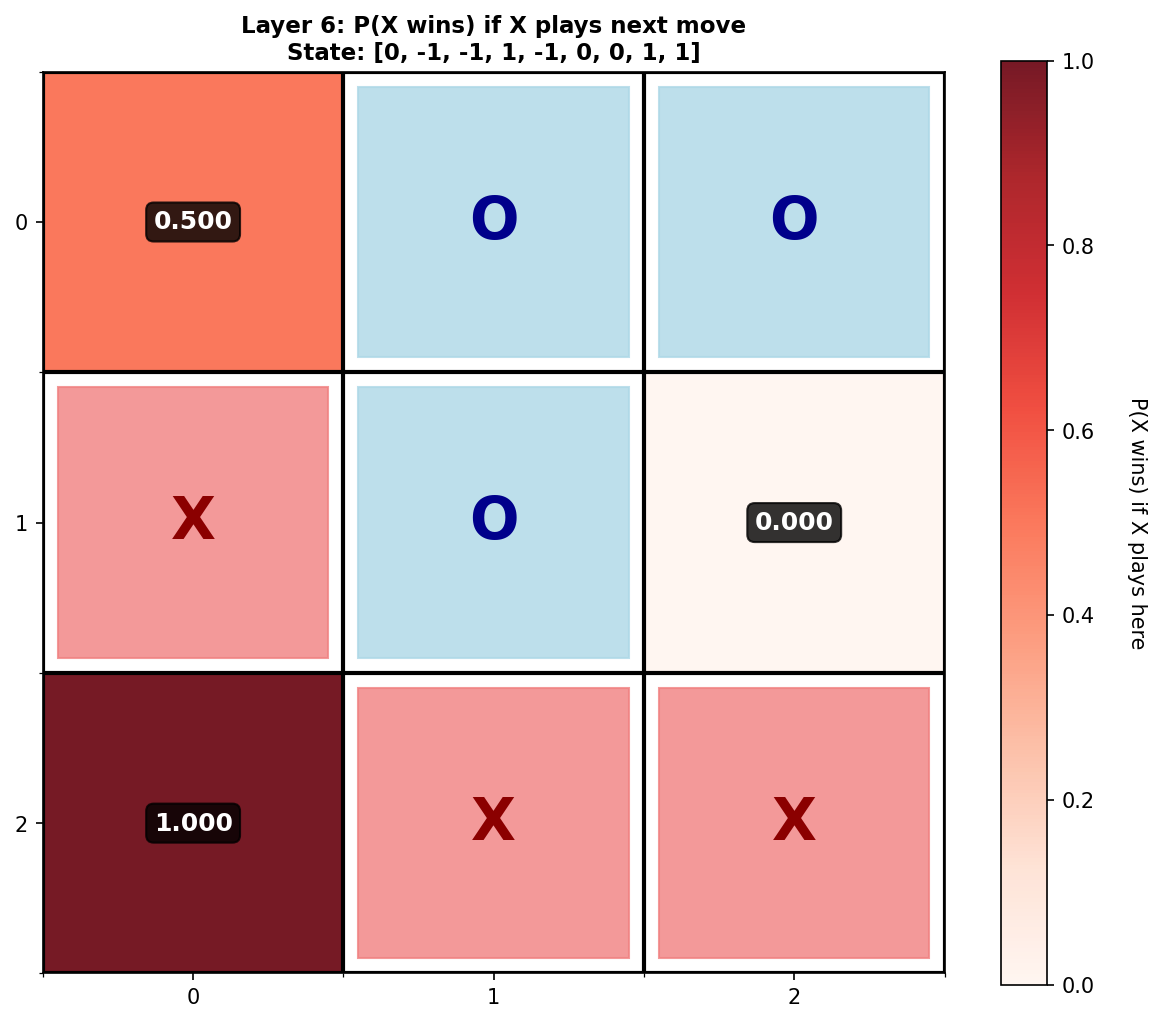 Layer 6: P(X wins) if X plays next move
State: [0, -1, -1, 1, -1, 0, 0, 1, 1]
0
0.500
O
O
1
X
O
0.000
2
1.000
X
X
0
1
2
1.0
0.8
0.6
0.4
0.2
0.0
P(X wins) if X plays here